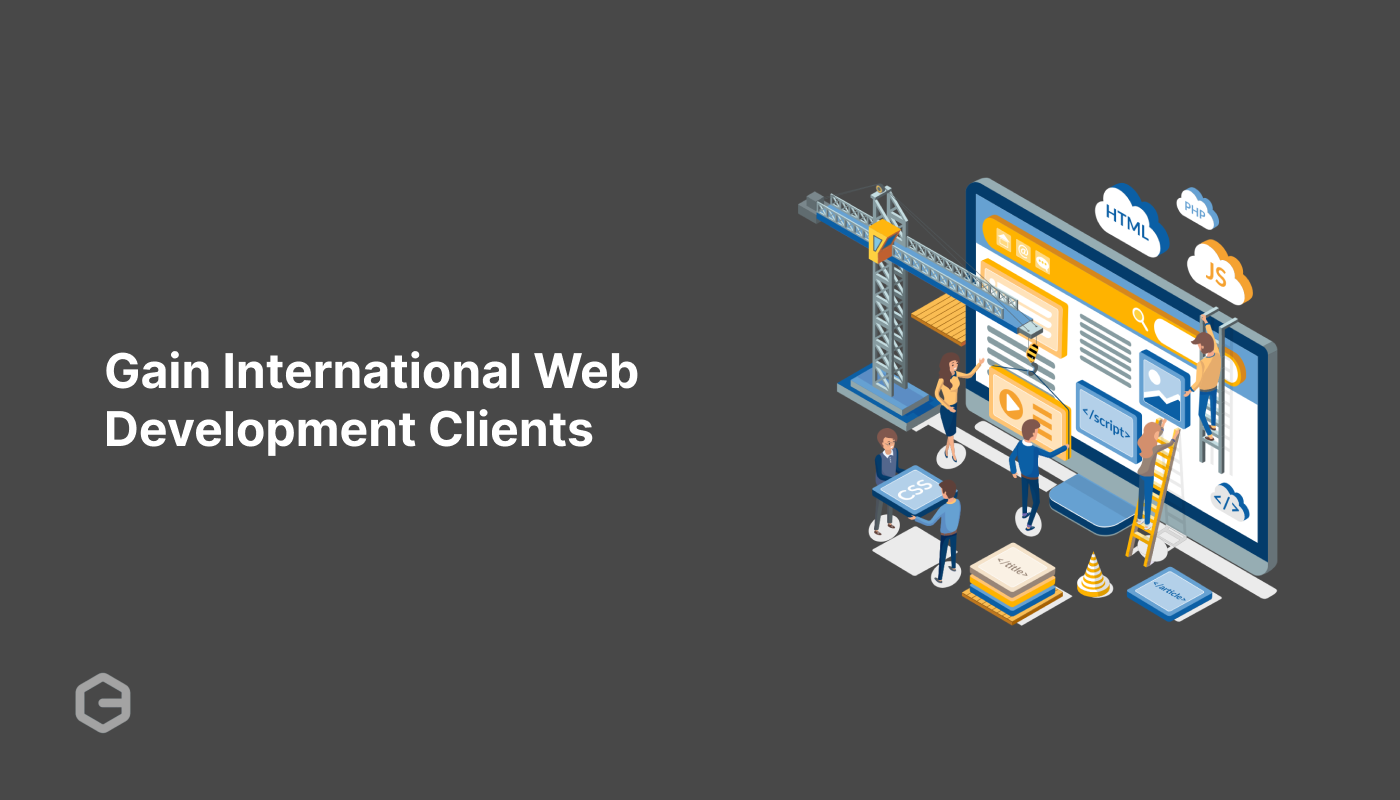 Gain International Web
Development Clients
HTML
PHP
JS
</script>
</>
CSS
</title>
</article>